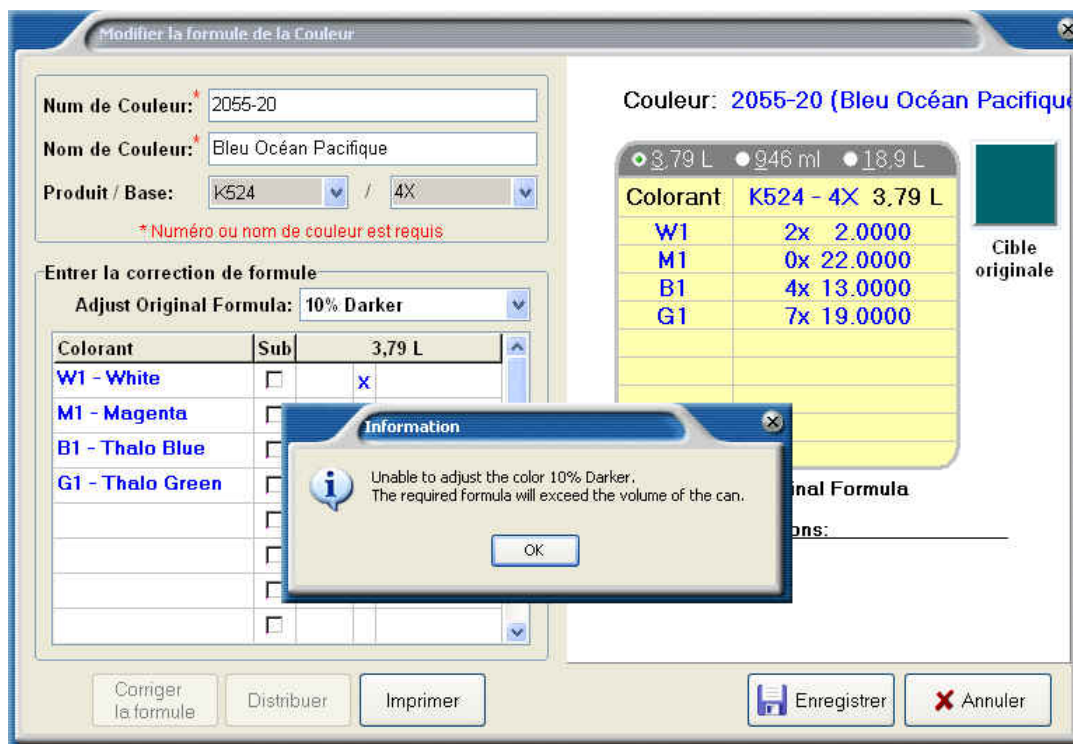 Modifier la formule de la Couleur
Num de Couleur:* 2055-20
Nom de Couleur:* Bleu Océan Pacifique
Produit / Base: K524 / 4X
* Numéro ou nom de couleur est requis
Entrer la correction de formule
Adjust Original Formula: 10% Darker
Colorant Sub 3,79 L
W1 - White X
M1 - Magenta
B1 - Thalo Blue
G1 - Thalo Green
Couleur: 2055-20 (Bleu Océan Pacifique
3,79 L 946 ml 18,9 L
Colorant K524 - 4X 3,79 L
W1 2x 2.0000
M1 0x 22.0000
B1 4x 13.0000
G1 7x 19.0000
Cible
originale
inal Formula
ons:
Information
Unable to adjust the color 10% Darker.
The required formula will exceed the volume of the can.
OK
Corriger
la formule
Distribuer
Imprimer
Enregistrer
Annuler